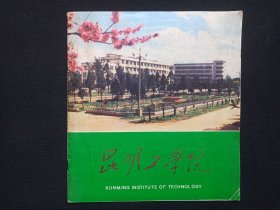 昆明工学院
KUNMING INSTITUTE OF TECHNOLOGY